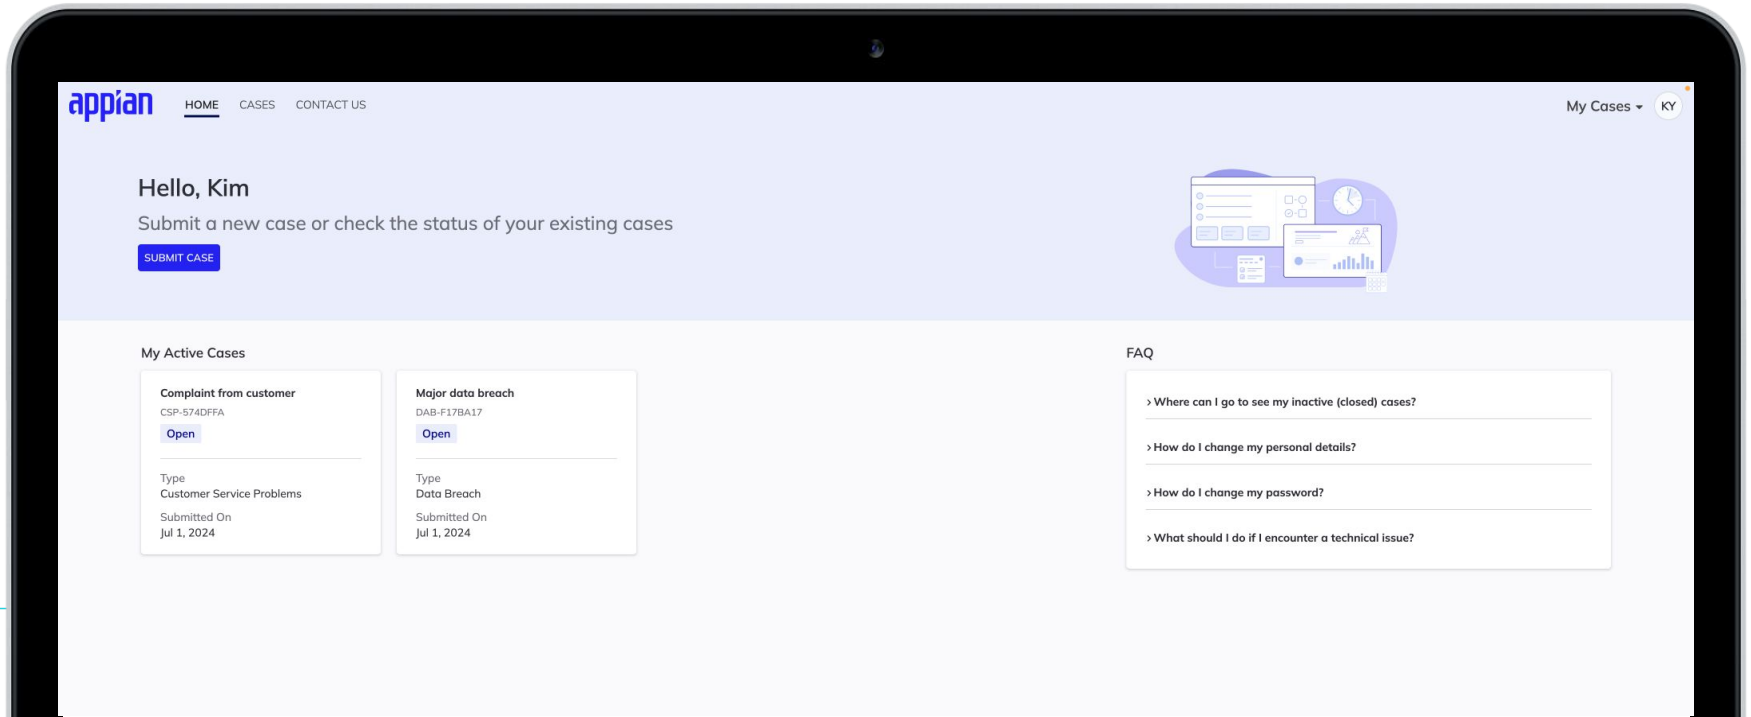 appian
HOME CASES CONTACT US
My Cases
KY
Hello, Kim
Submit a new case or check the status of your existing cases
SUBMIT CASE
My Active Cases
Complaint from customer
CSP-574DFFA
Open
Type
Customer Service Problems
Submitted On
Jul 1, 2024
Major data breach
DAB-F17BA17
Open
Type
Data Breach
Submitted On
Jul 1, 2024
FAQ
Where can I go to see my inactive (closed) cases?
How do I change my personal details?
How do I change my password?
What should I do if I encounter a technical issue?